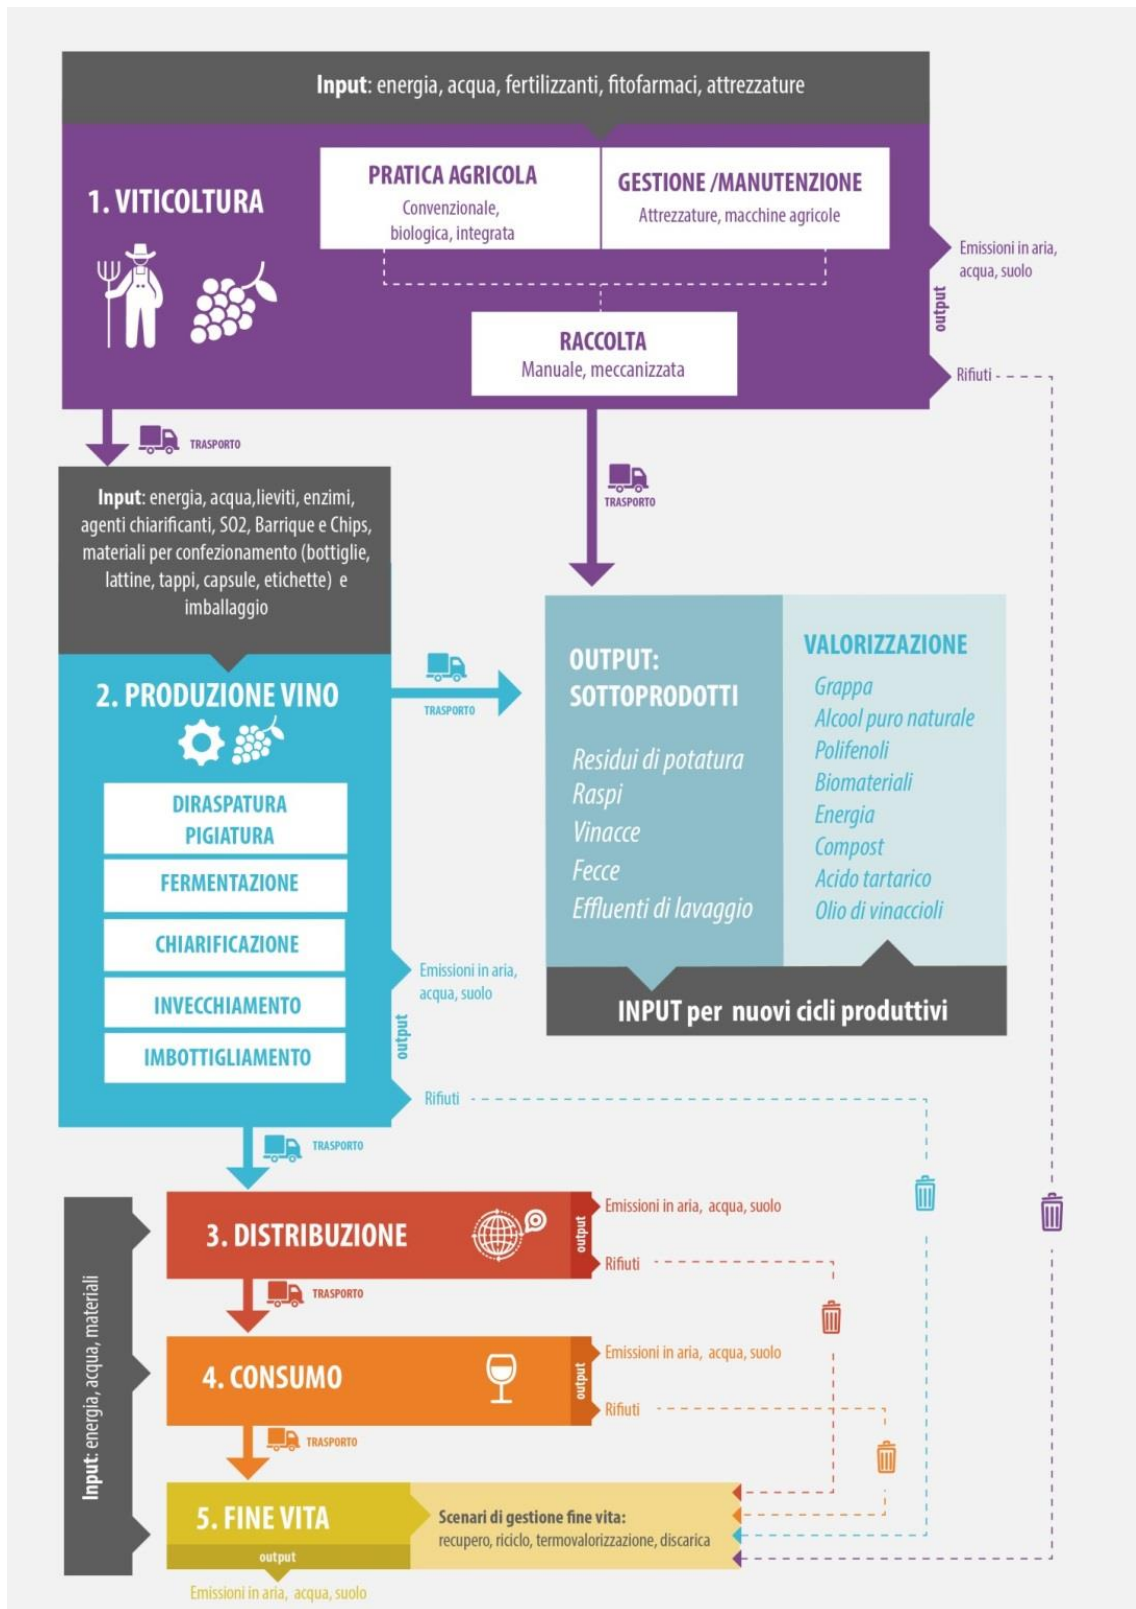 Input: energia, acqua, fertilizzanti, fitofarmaci, attrezzature
1. VITICOLTURA
PRATICA AGRICOLA
Convenzionale,
biologica, integrata
GESTIONE /MANUTENZIONE
Attrezzature, macchine agricole
RACCOLTA
Manuale, meccanizzata
output
Emissioni in aria,
acqua, suolo
Rifiuti
TRASPORTO
TRASPORTO
Input: energia, acqua,lieviti, enzimi,
agenti chiarificanti, SO2, Barrique e Chips,
materiali per confezionamento (bottiglie,
lattine, tappi, capsule, etichette) e
imballaggio
2. PRODUZIONE VINO
DIRASPATURA
PIGIATURA
FERMENTAZIONE
CHIARIFICAZIONE
INVECCHIAMENTO
IMBOTTIGLIAMENTO
TRASPORTO
output
Emissioni in aria,
acqua, suolo
Rifiuti
OUTPUT:
SOTTOPRODOTTI
Residui di potatura
Raspi
Vinacce
Fecce
Effluenti di lavaggio
VALORIZZAZIONE
Grappa
Alcool puro naturale
Polifenoli
Biomateriali
Energia
Compost
Acido tartarico
Olio di vinaccioli
INPUT per nuovi cicli produttivi
TRASPORTO
Input: energia, acqua, materiali
3. DISTRIBUZIONE
output
Emissioni in aria, acqua, suolo
Rifiuti
TRASPORTO
4. CONSUMO
output
Emissioni in aria, acqua, suolo
Rifiuti
TRASPORTO
5. FINE VITA
output
Scenari di gestione fine vita:
recupero, riciclo, termovalorizzazione, discarica
Emissioni in aria, acqua, suolo